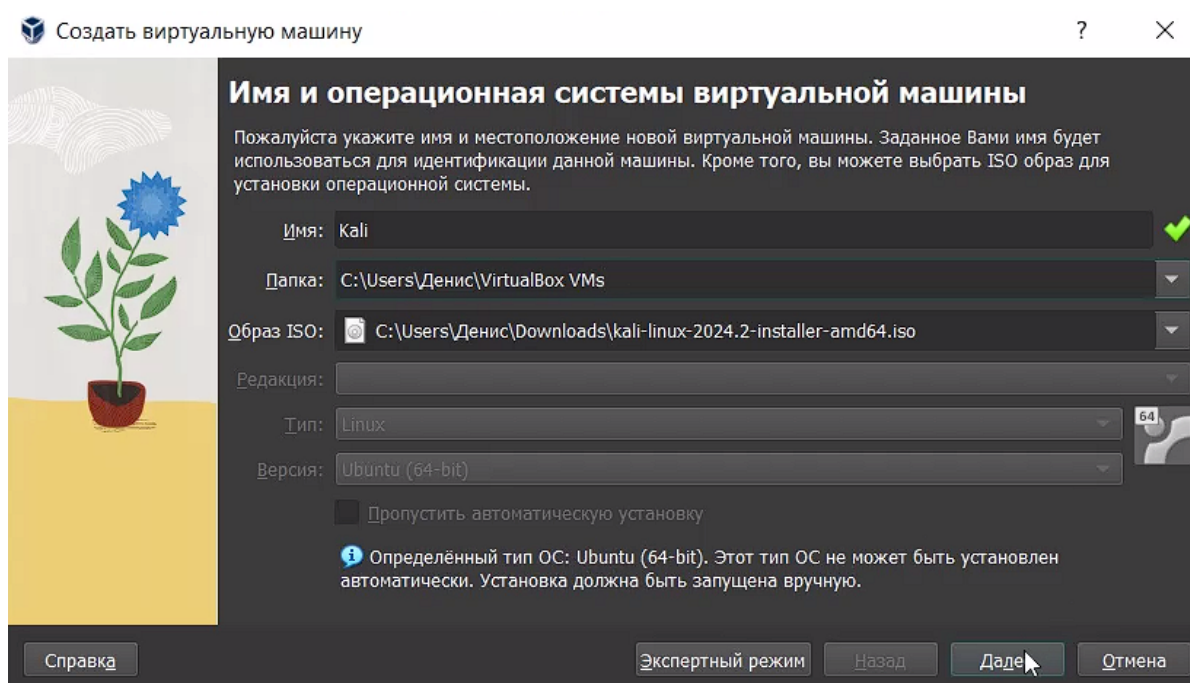 Создать виртуальную машину
?
Имя и операционная системы виртуальной машины
Пожалуйста укажите имя и местоположение новой виртуальной машины. Заданное Вами имя будет
использоваться для идентификации данной машины. Кроме того, вы можете выбрать ISO образ для
установки операционной системы.
Имя: Kali
Папка: C:\Users\Денис\VirtualBox VMs
Образ ISO: C:\Users\Денис\Downloads\kali-linux-2024.2-installer-amd64.iso
Редакция:
Тип: Linux
64
Версия: Ubuntu (64-bit)
Пропустить автоматическую установку
Определённый тип ОС: Ubuntu (64-bit). Этот тип ОС не может быть установлен
автоматически. Установка должна быть запущена вручную.
Справка Экспертный режим Назад Далее Отмена